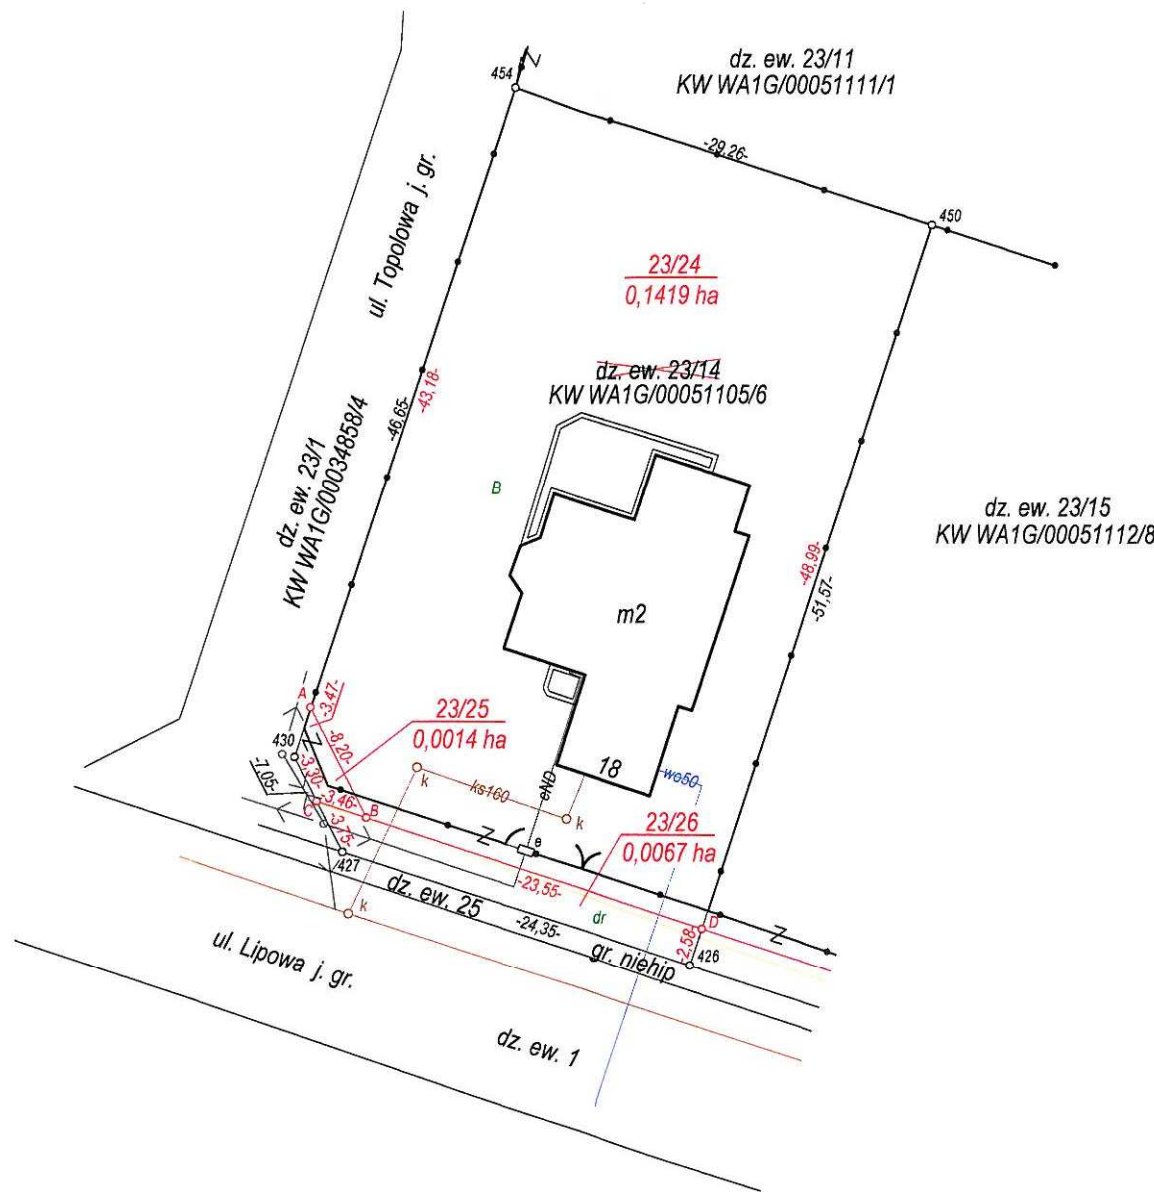 dz. ew. 23/11
KW WA1G/00051111/1
454
Z
-29,26-
450
ul. Topolowa j. gr.
23/24
0,1419 ha
dz. ew. 23/14
KW WA1G/00051105/6
-46,65-
-43,18-
dz. ew. 23/1
KW WA1G/00034858/4
B
dz. ew. 23/15
KW WA1G/00051112/8
-48,99-
-51,57-
m2
A
-3,47-
23/25
0,0014 ha
430
Z
-8,20-
-7,05-
-3,30-
-3,46-
C
B
-3,75-
k
ks160
k
eND
18
wo50
23/26
0,0067 ha
Z
e
427
-23,55-
dz. ew. 25
k
-24,35-
dr
D
Z
-2,58-
426
gr. niehip
ul. Lipowa j. gr.
dz. ew. 1